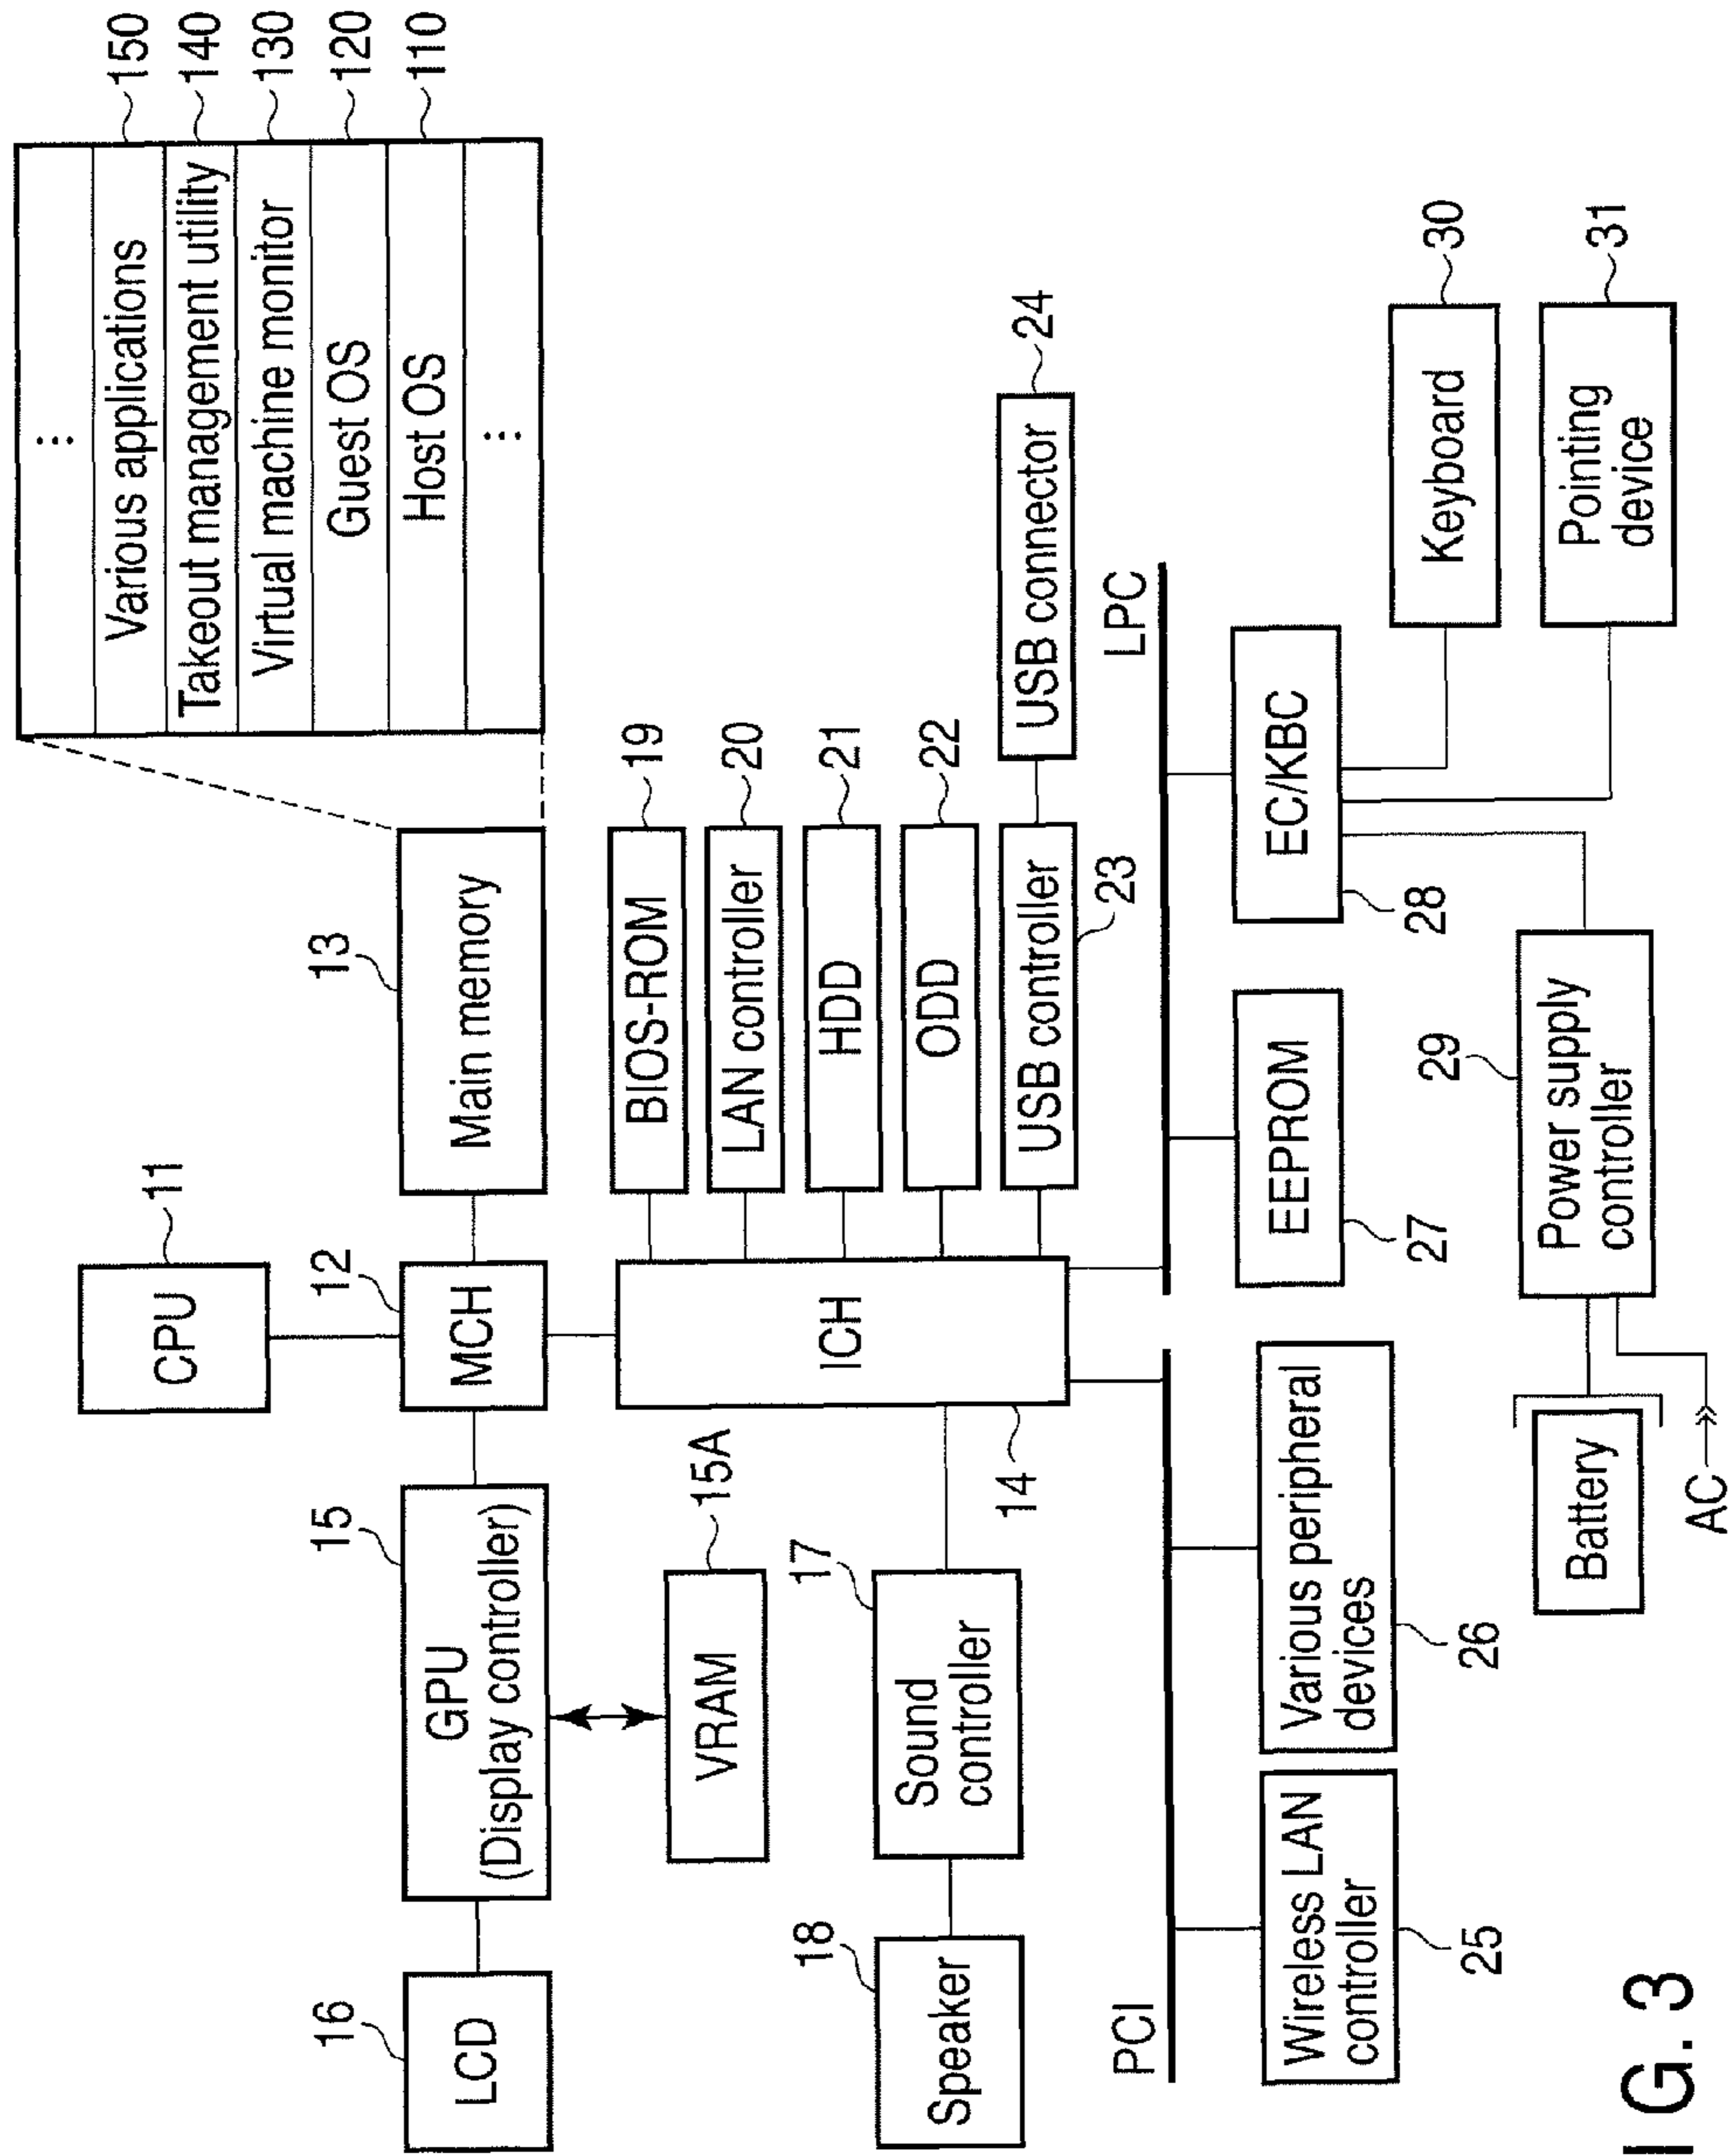 11
CPU
12
MCH
13
Main memory
⋮
Various applications
150
Takeout management utility
140
Virtual machine monitor
130
Guest OS
120
Host OS
110
⋮
16
LCD
15
GPU
(Display controller)
15A
VRAM
ICH
14
BIOS-ROM
19
LAN controller
20
HDD
21
ODD
22
USB controller
23
USB connector
24
18
Speaker
17
Sound
controller
PCI
LPC
Wireless LAN
controller
25
Various peripheral
devices
26
EEPROM
27
EC/KBC
28
Keyboard
30
Pointing
device
31
29
Power supply
controller
Battery
AC
IG. 3